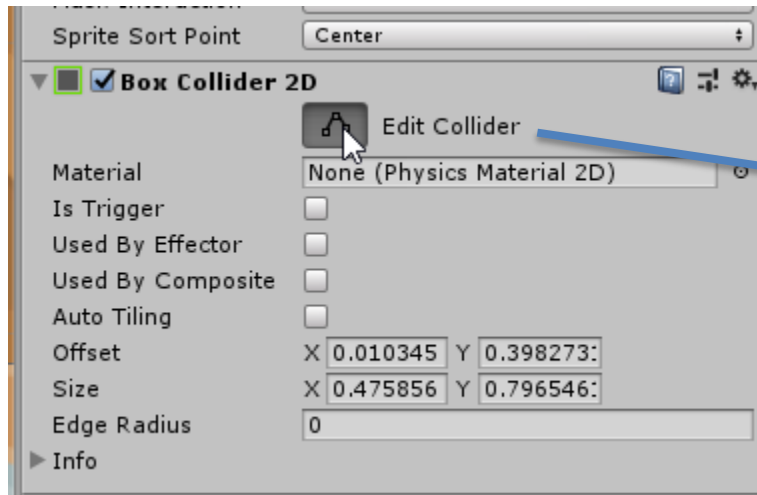 Sprite Sort Point Center
Box Collider 2D
Edit Collider
Material None (Physics Material 2D)
Is Trigger
Used By Effector
Used By Composite
Auto Tiling
Offset X 0.010345 Y 0.398273
Size X 0.475856 Y 0.796546
Edge Radius 0
Info